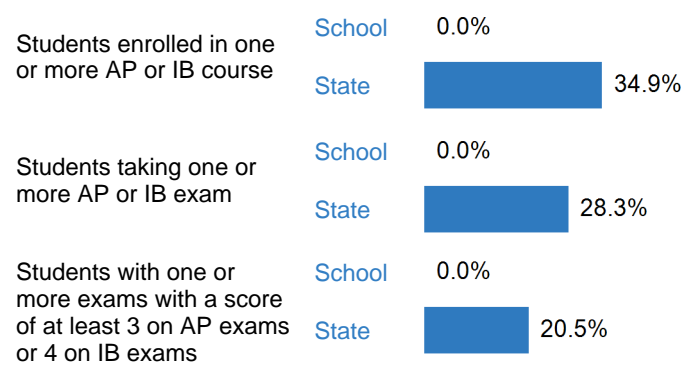 Students enrolled in one
or more AP or IB course
School 0.0%
State 34.9%
Students taking one or
more AP or IB exam
School 0.0%
State 28.3%
Students with one or
more exams with a score
of at least 3 on AP exams
or 4 on IB exams
School 0.0%
State 20.5%